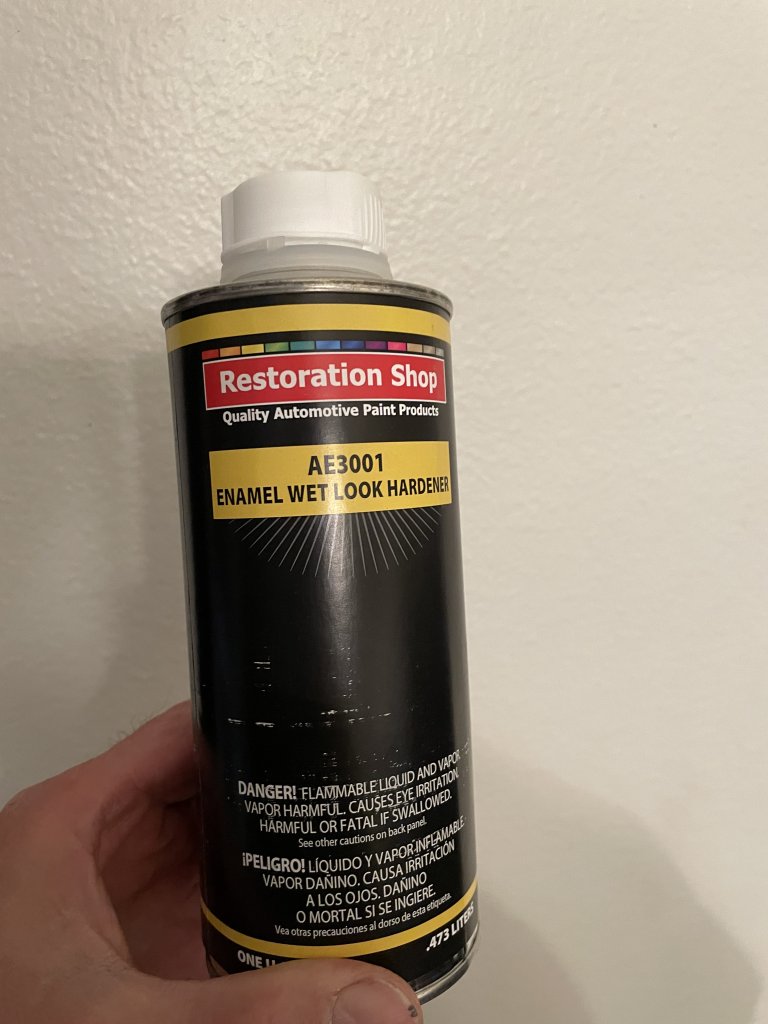 Restoration Shop
Quality Automotive Paint Products
AE3001
ENAMEL WET LOOK HARDENER
DANGER! FLAMMABLE LIQUID AND VAPOR.
VAPOR HARMFUL. CAUSES EYE IRRITATION.
HARMFUL OR FATAL IF SWALLOWED.
See other cautions on back panel.
¡PELIGRO! LÍQUIDO Y VAPOR INFLAMABLE.
VAPOR DAÑINO. CAUSA IRRITACIÓN
A LOS OJOS. DAÑINO
O MORTAL SI SE INGIERE.
Vea otras precauciones al dorso de esta etiqueta.
ONE .473 LITERS